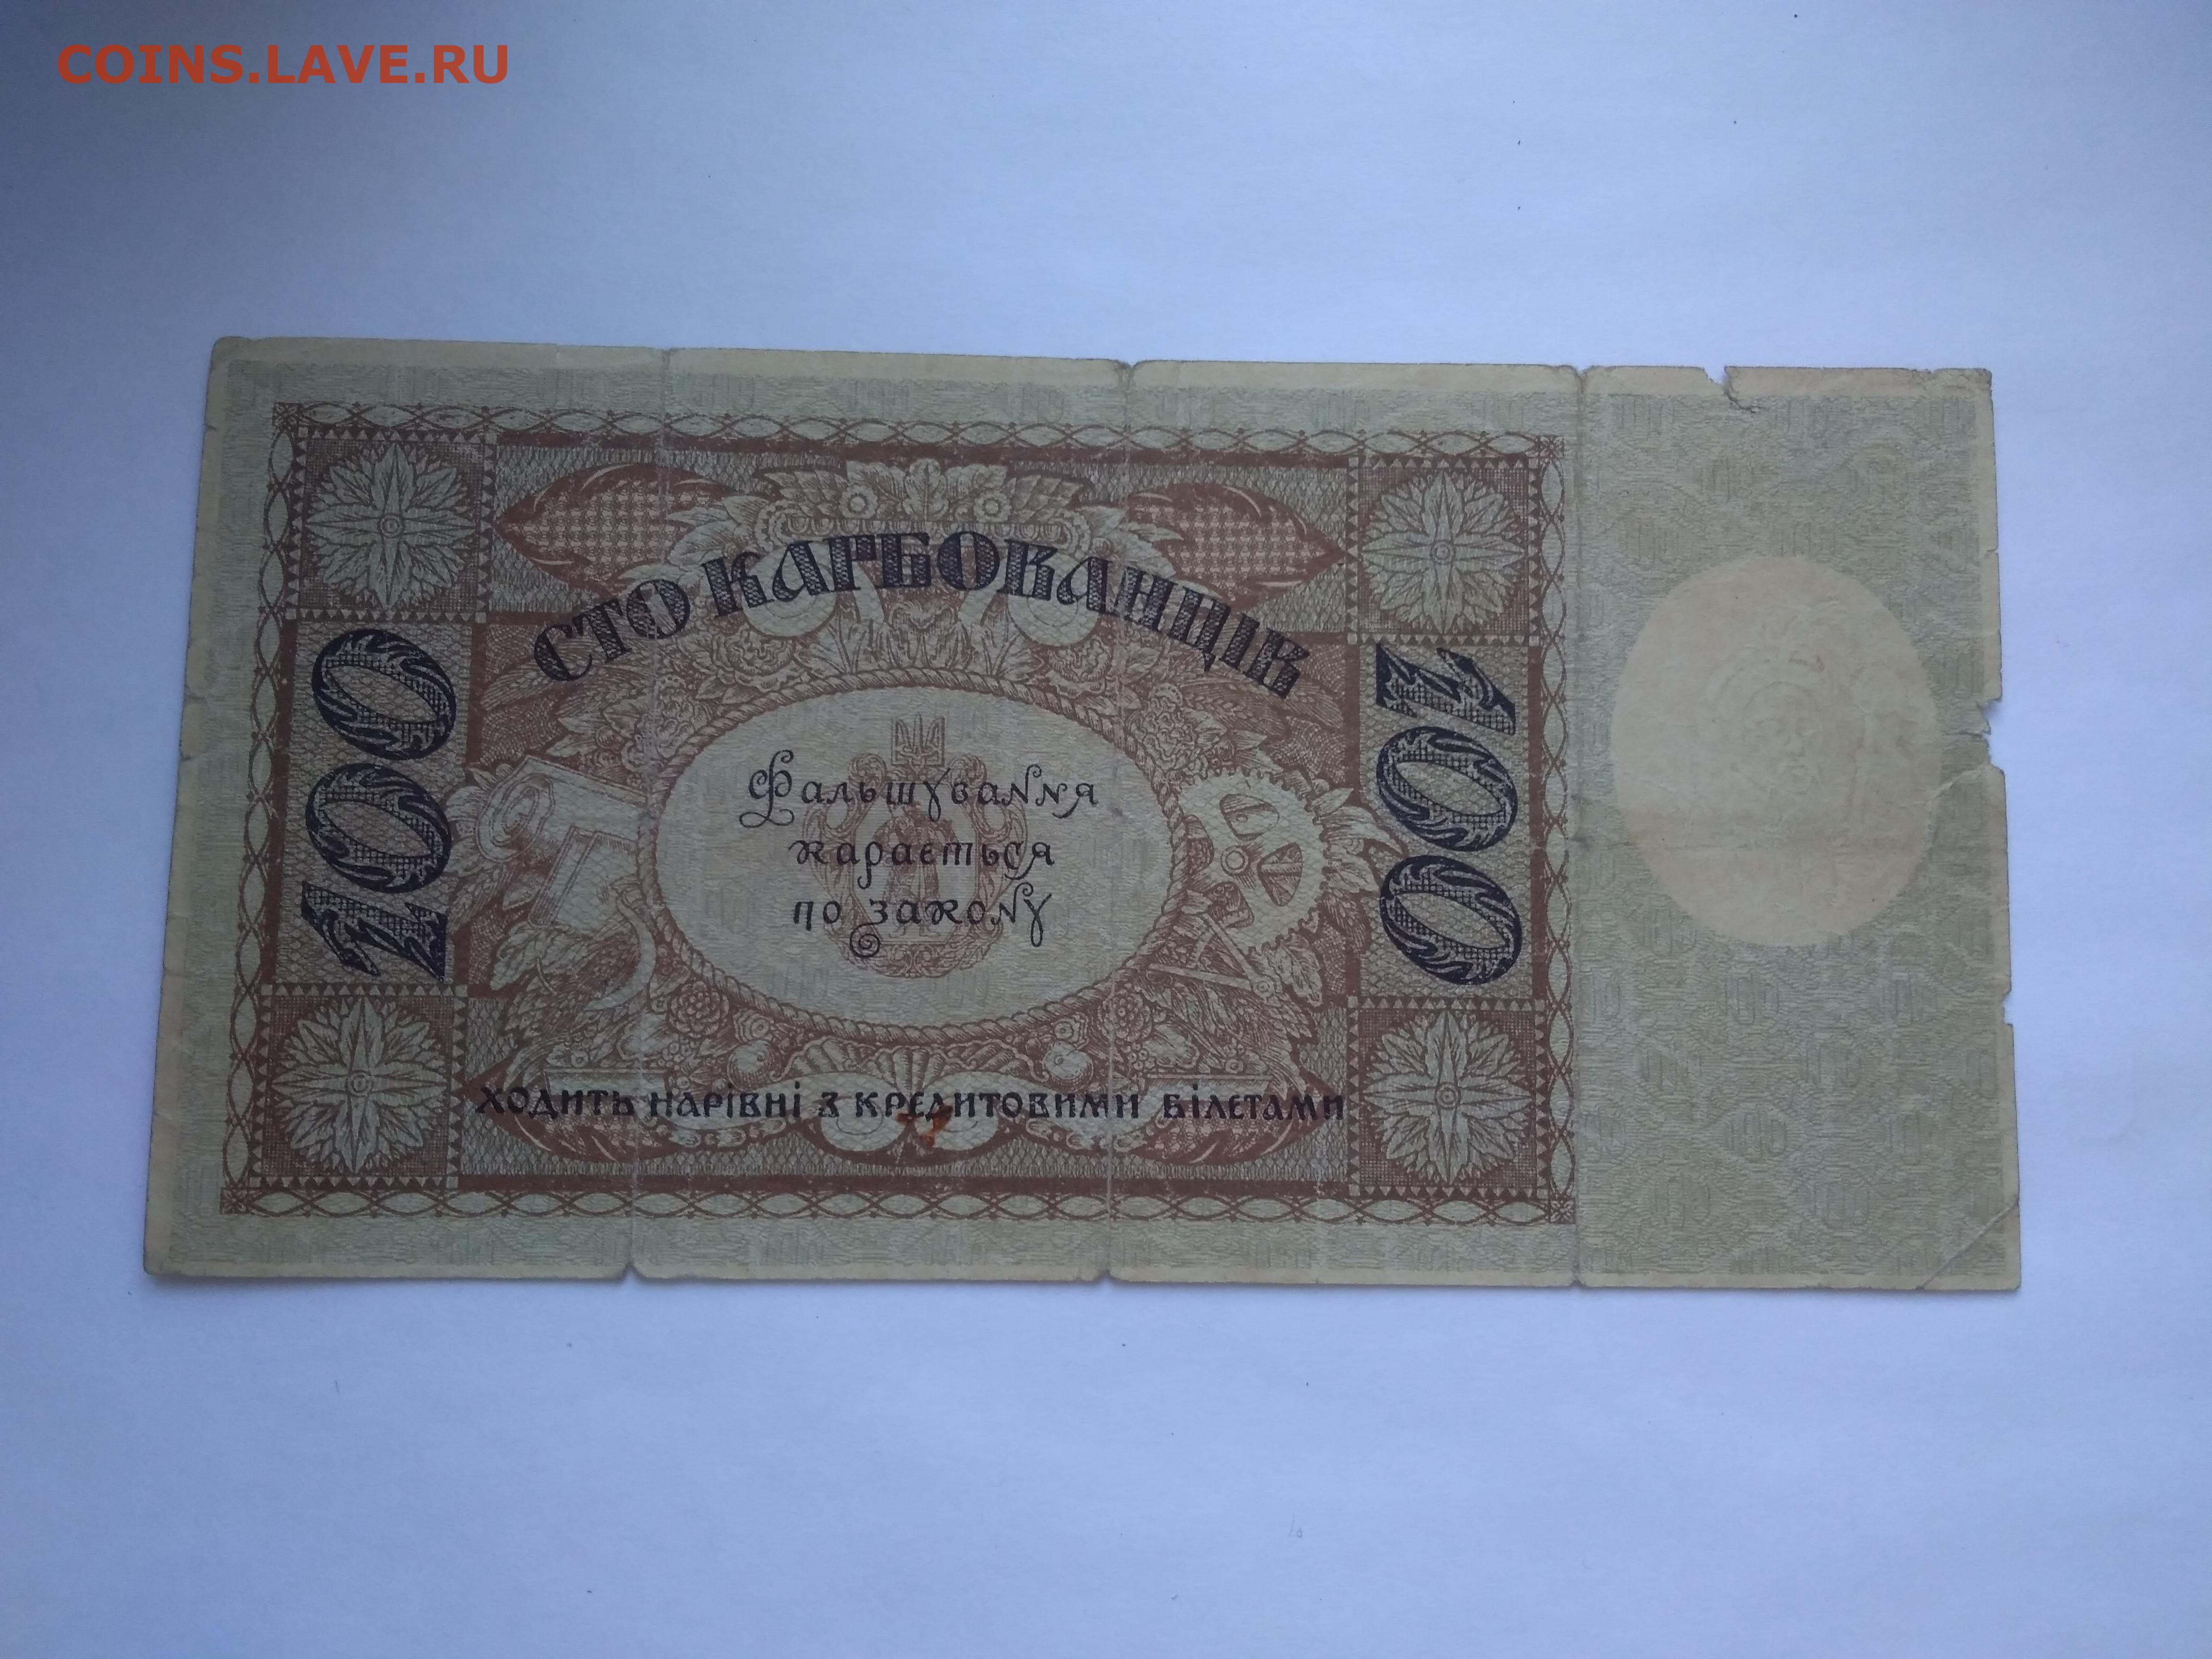 COINS.LAVE.RU
СТО КАРБОВАНЦІВ
100
100
Фальшування
карається
по закону
ХОДИТЬ НАРІВНІ З КРЕДИТОВИМИ БІЛЕТАМИ